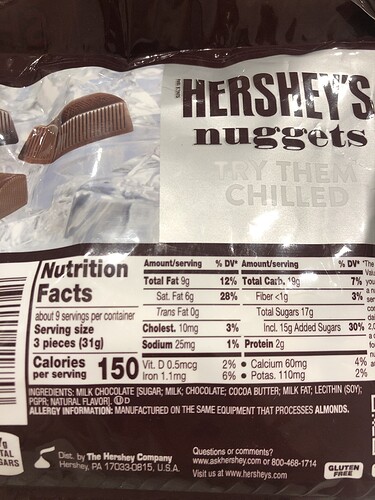 HERSHEY'S
nuggets
TRY THEM
CHILLED
Nutrition
Facts
about 9 servings per container
Serving size
3 pieces (31g)
Calories
per serving 150
Amount/serving % DV*
Total Fat 9g 12%
Sat. Fat 6g 28%
Trans Fat 0g
Cholest. 10mg 3%
Sodium 25mg 1%
Vit. D 0.5mcg 2% • Calcium 60mg 4%
Iron 1.1mg 6% • Potas. 110mg 2%
Amount/serving % DV*
Total Carb. 19g 7%
Fiber <1g 3%
Total Sugars 17g
Incl. 15g Added Sugars 30%
Protein 2g
*The
INGREDIENTS: MILK CHOCOLATE [SUGAR; MILK; CHOCOLATE; COCOA BUTTER; MILK FAT; LECITHIN (SOY);
PGPR; NATURAL FLAVOR]. Ⓤ D
ALLERGY INFORMATION: MANUFACTURED ON THE SAME EQUIPMENT THAT PROCESSES ALMONDS.
Dist. by The Hershey Company
Hershey, PA 17033-0815, U.S.A.
Questions or comments?
www.askhershey.com or 800-468-1714
Visit us at www.hersheys.com
GLUTEN
FREE